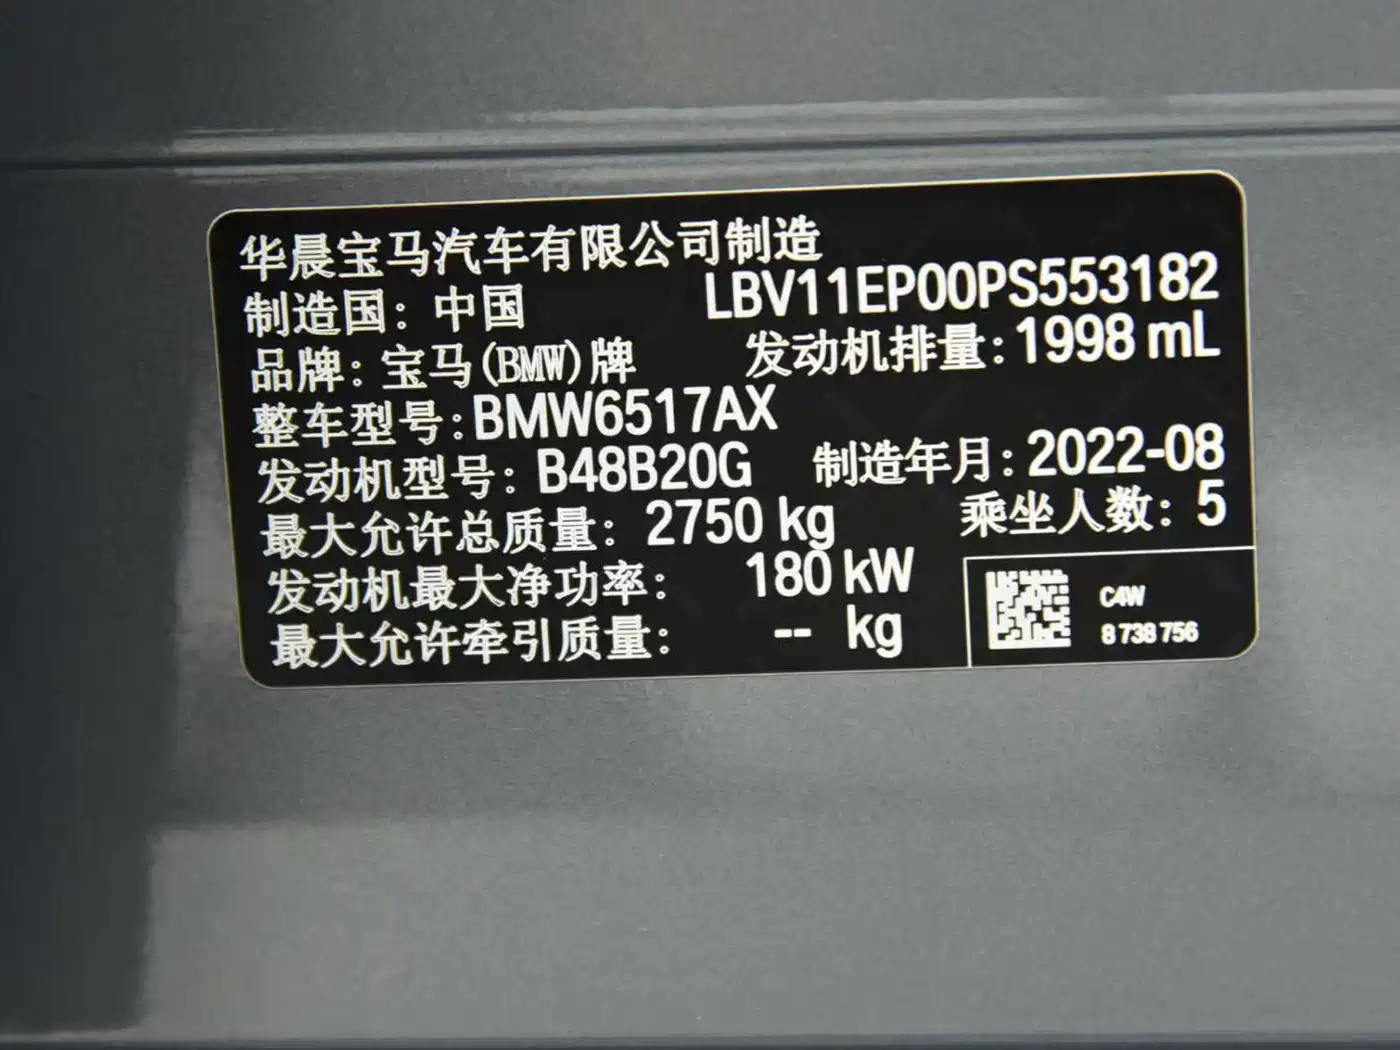 华晨宝马汽车有限公司制造
制造国：中国 LBV11EP00PS553182
品牌：宝马(BMW)牌 发动机排量：1998 mL
整车型号：BMW6517AX
发动机型号：B48B20G 制造年月：2022-08
最大允许总质量：2750 kg 乘坐人数：5
发动机最大净功率：180 kW
最大允许牵引质量：-- kg
C4W
8 738 756